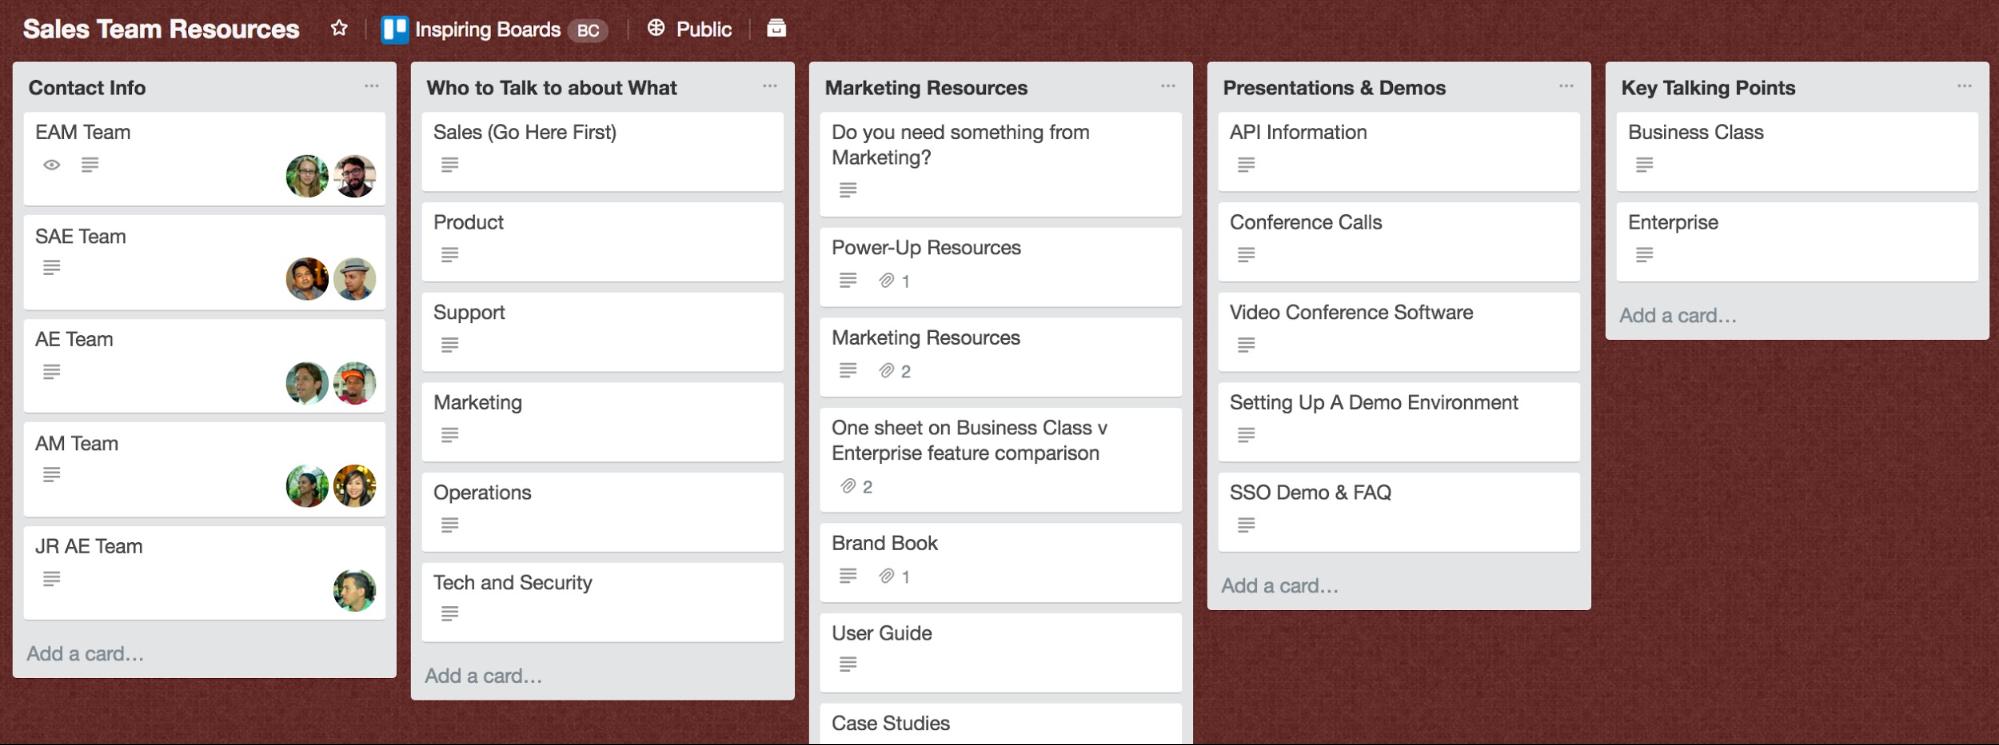 Sales Team Resources
Inspiring Boards BC
Public
Contact Info
EAM Team
SAE Team
AE Team
AM Team
JR AE Team
Add a card…
Who to Talk to about What
Sales (Go Here First)
Product
Support
Marketing
Operations
Tech and Security
Add a card…
Marketing Resources
Do you need something from
Marketing?
Power-Up Resources
1
Marketing Resources
2
One sheet on Business Class v
Enterprise feature comparison
2
Brand Book
1
User Guide
Case Studies
Presentations & Demos
API Information
Conference Calls
Video Conference Software
Setting Up A Demo Environment
SSO Demo & FAQ
Add a card…
Key Talking Points
Business Class
Enterprise
Add a card…